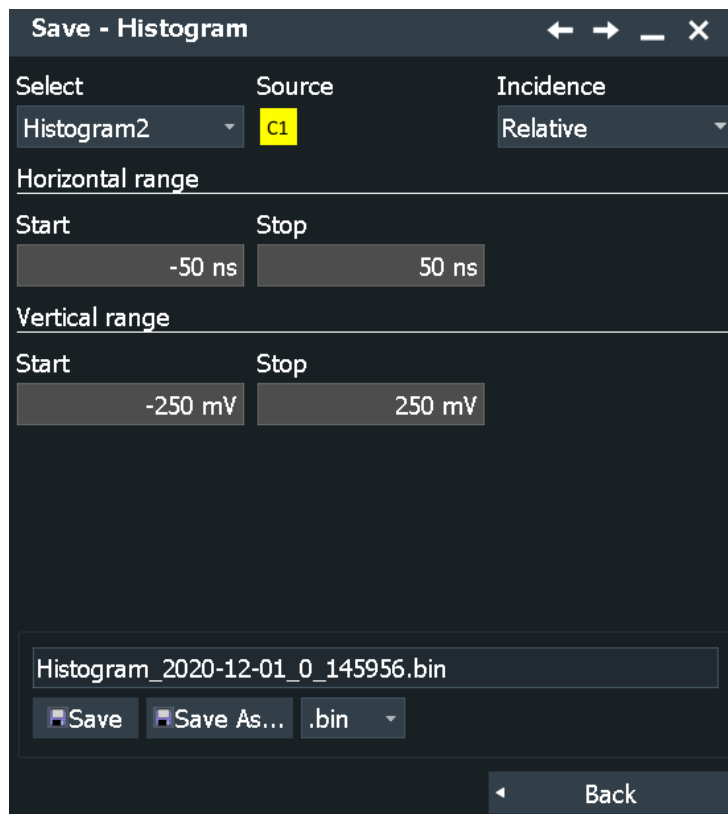 Save - Histogram
Select Source Incidence
Histogram2 C1 Relative
Horizontal range
Start Stop
-50 ns 50 ns
Vertical range
Start Stop
-250 mV 250 mV
Histogram_2020-12-01_0_145956.bin
Save Save As... .bin
Back